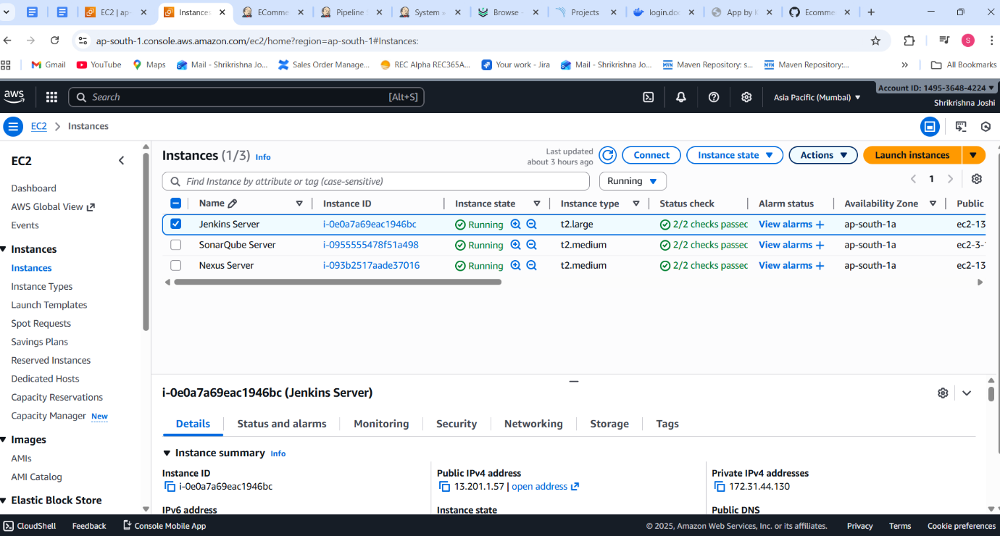 EC2 | ap-
Instances
ECommer
Pipeline S
System »
Browse -
Projects
login.doc
App by K
Ecomme
ap-south-1.console.aws.amazon.com/ec2/home?region=ap-south-1#Instances:
S
Gmail
YouTube
Maps
Mail - Shrikrishna Jo...
Sales Order Manage...
REC Alpha REC365A...
Your work - Jira
Mail - Shrikrishna Jo...
MVN Maven Repository: s...
MVN Maven Repository:...
»
All Bookmarks
aws
Search
[Alt+S]
Asia Pacific (Mumbai)
Account ID: 1495-3648-4224
Shrikrishna Joshi
EC2
Instances
EC2
Dashboard
AWS Global View
Events
Instances
Instances
Instance Types
Launch Templates
Spot Requests
Savings Plans
Reserved Instances
Dedicated Hosts
Capacity Reservations
Capacity Manager New
Images
AMIs
AMI Catalog
Elastic Block Store
Instances (1/3) Info
Last updated
about 3 hours ago
Connect
Instance state
Actions
Launch instances
Find Instance by attribute or tag (case-sensitive)
Running
1
Name Instance ID Instance state Instance type Status check Alarm status Availability Zone Public
Jenkins Server i-0e0a7a69eac1946bc Running t2.large 2/2 checks passec View alarms + ap-south-1a ec2-13
SonarQube Server i-0955555478f51a498 Running t2.medium 2/2 checks passec View alarms + ap-south-1a ec2-3-
Nexus Server i-093b2517aade37016 Running t2.medium 2/2 checks passec View alarms + ap-south-1a ec2-13
i-0e0a7a69eac1946bc (Jenkins Server)
Details
Status and alarms
Monitoring
Security
Networking
Storage
Tags
Instance summary Info
Instance ID
i-0e0a7a69eac1946bc
Public IPv4 address
13.201.1.57 | open address
Private IPv4 addresses
172.31.44.130
IPv6 address
Instance state
Public DNS
CloudShell
Feedback
Console Mobile App
© 2025, Amazon Web Services, Inc. or its affiliates.
Privacy
Terms
Cookie preferences